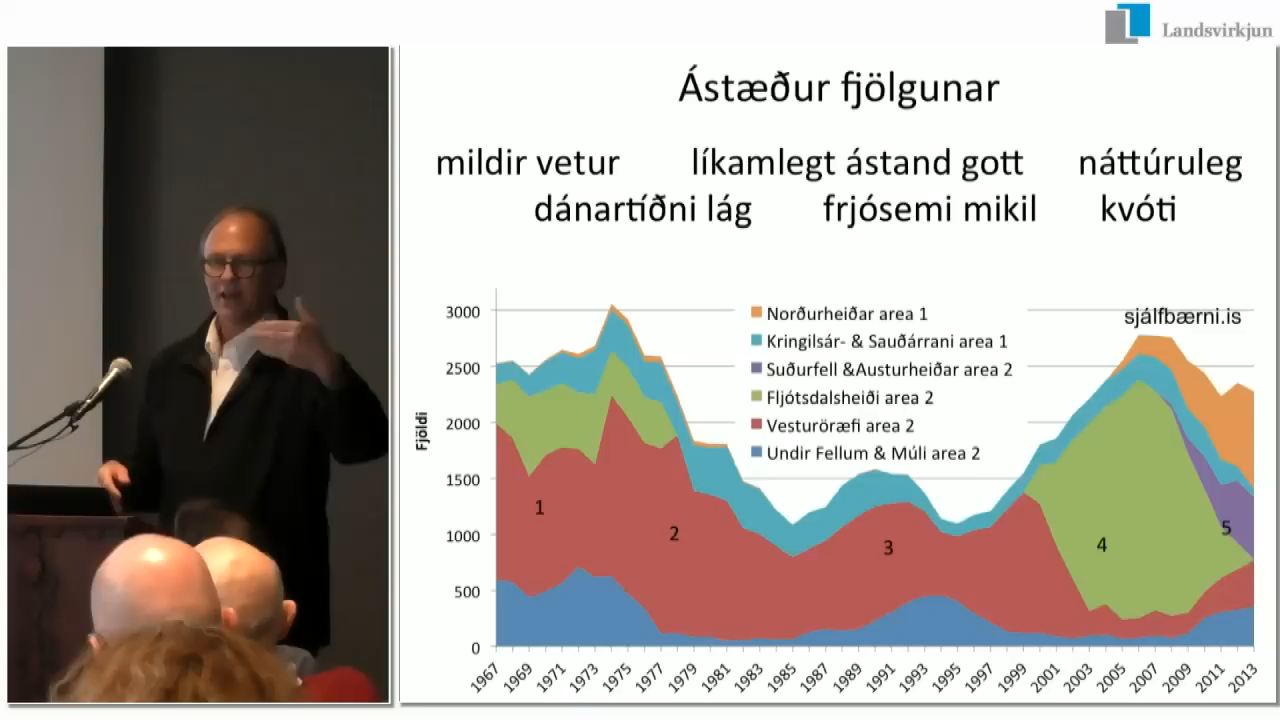 Landsvirkjun
Ástæður fjölgunar
mildir vetur líkamlegt ástand gott náttúruleg
dánartíðni lág frjósemi mikil kvóti
sjálfbærni.is
Norðurheiðar area 1
Kringilsár- & Sauðárrani area 1
Suðurfell &Austurheiðar area 2
Fljótsdalsheiði area 2
Vesturöræfi area 2
Undir Fellum & Múli area 2
Fjöldi
3000
2500
2000
1500
1000
500
0
1
2
3
4
5
1967 1969 1971 1973 1975 1977 1979 1981 1983 1985 1987 1989 1991 1993 1995 1997 1999 2001 2003 2005 2007 2009 2011 2013